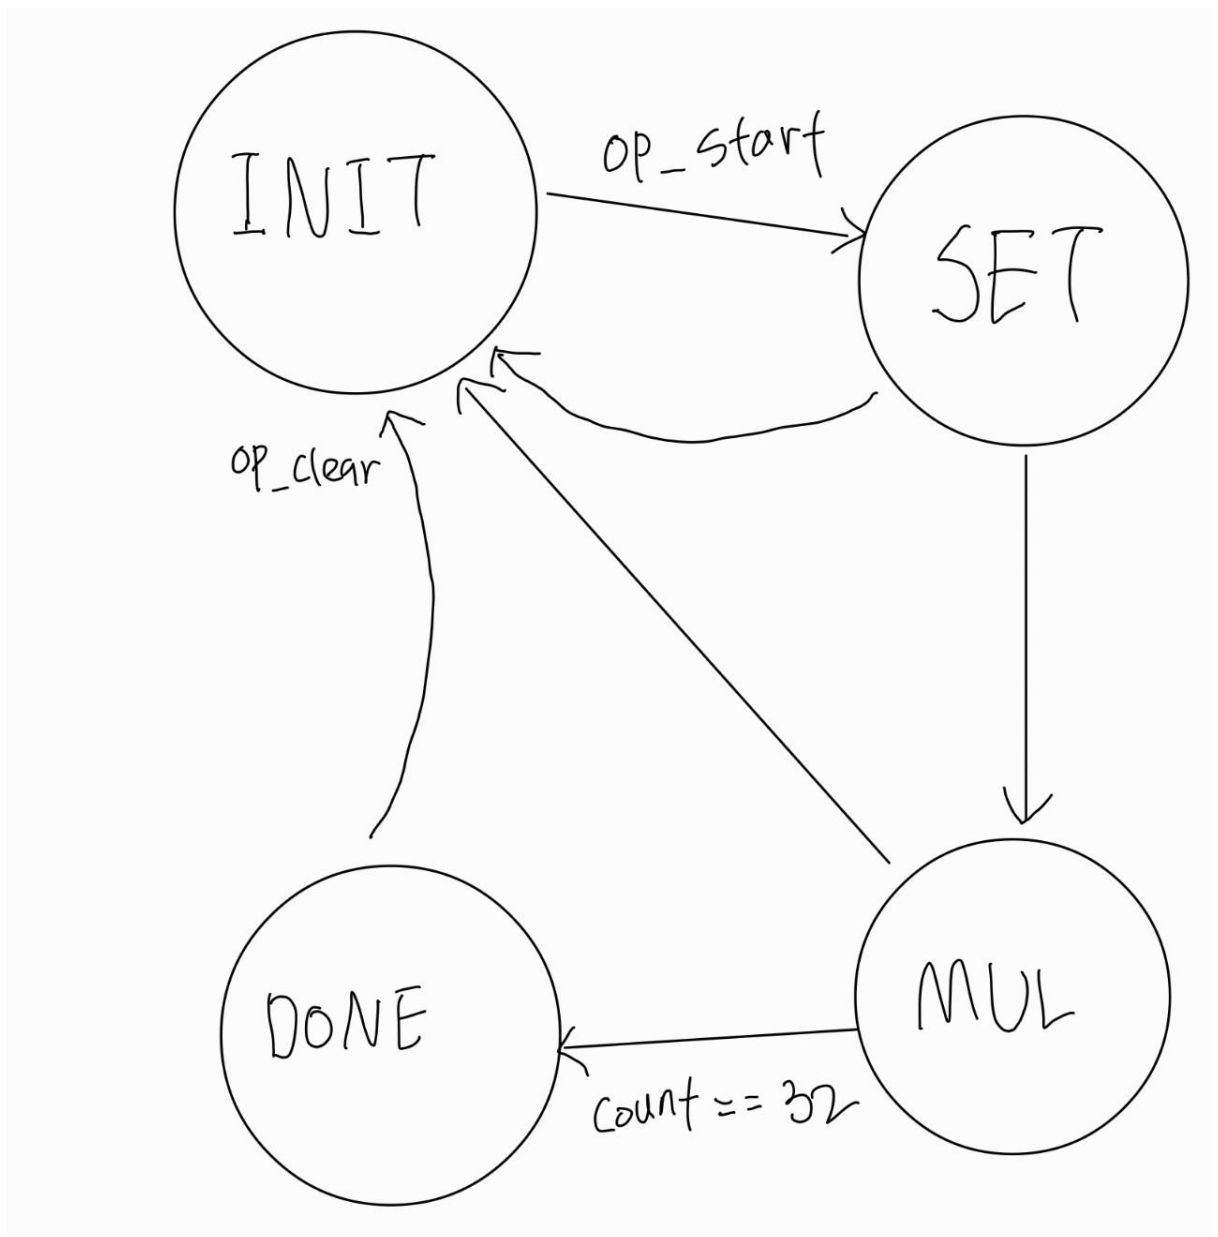 INIT
op_start
SET
op_clear
DONE
MUL
count == 32